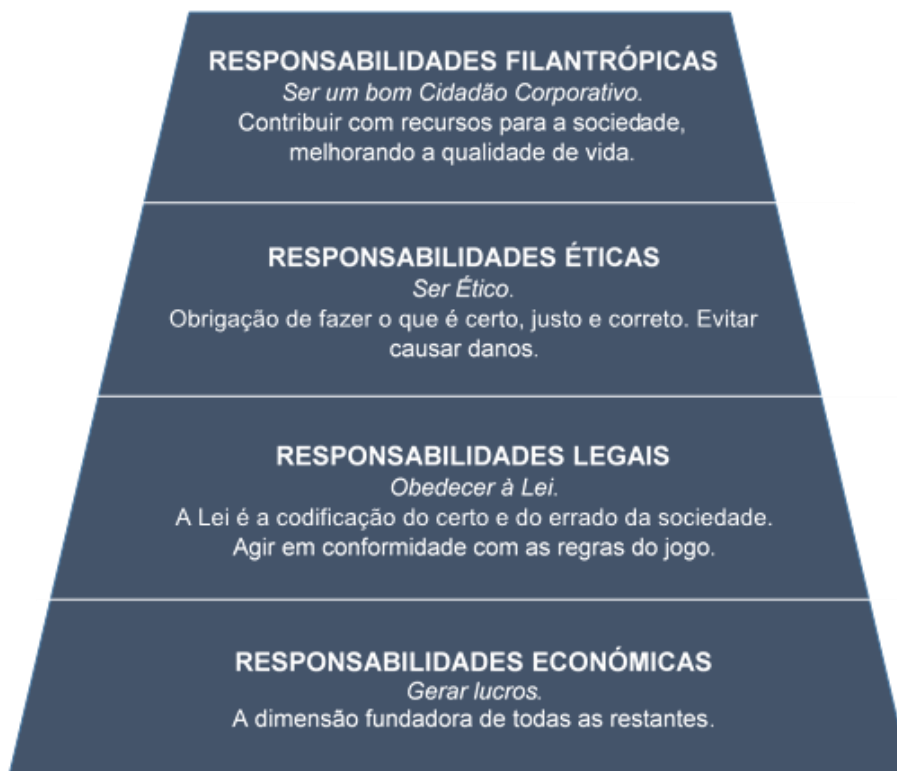 RESPONSABILIDADES FILANTRÓPICAS
Ser um bom Cidadão Corporativo.
Contribuir com recursos para a sociedade,
melhorando a qualidade de vida.
RESPONSABILIDADES ÉTICAS
Ser Ético.
Obrigação de fazer o que é certo, justo e correto. Evitar
causar danos.
RESPONSABILIDADES LEGAIS
Obedecer à Lei.
A Lei é a codificação do certo e do errado da sociedade.
Agir em conformidade com as regras do jogo.
RESPONSABILIDADES ECONÓMICAS
Gerar lucros.
A dimensão fundadora de todas as restantes.